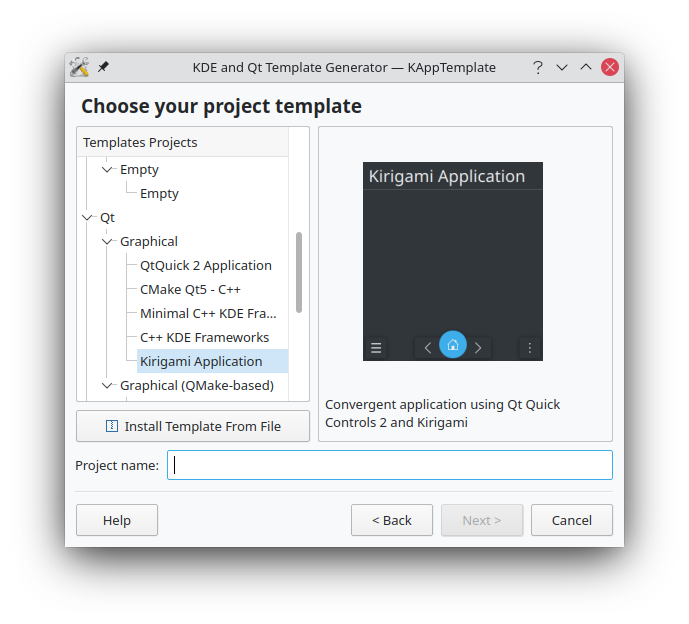 KDE and Qt Template Generator — KAppTemplate
Choose your project template
Templates Projects
Empty
Empty
Qt
Graphical
QtQuick 2 Application
CMake Qt5 - C++
Minimal C++ KDE Fra...
C++ KDE Frameworks
Kirigami Application
Graphical (QMake-based)
Install Template From File
Kirigami Application
Convergent application using Qt Quick
Controls 2 and Kirigami
Project name:
Help
< Back
Next >
Cancel